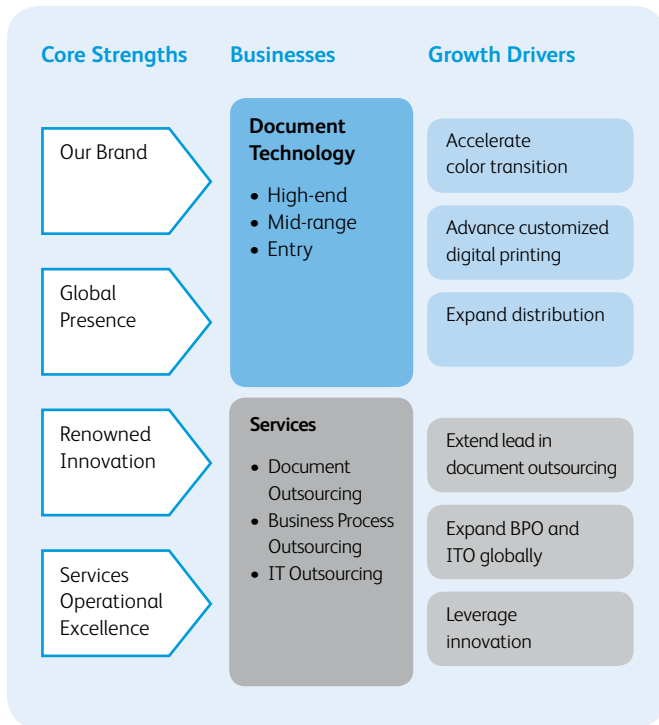 Core Strengths
Our Brand
Global
Presence
Renowned
Innovation
Services
Operational
Excellence
Businesses
Document
Technology
• High-end
• Mid-range
• Entry
Services
• Document
Outsourcing
• Business Process
Outsourcing
• IT Outsourcing
Growth Drivers
Accelerate
color transition
Advance customized
digital printing
Expand distribution
Extend lead in
document outsourcing
Expand BPO and
ITO globally
Leverage
innovation